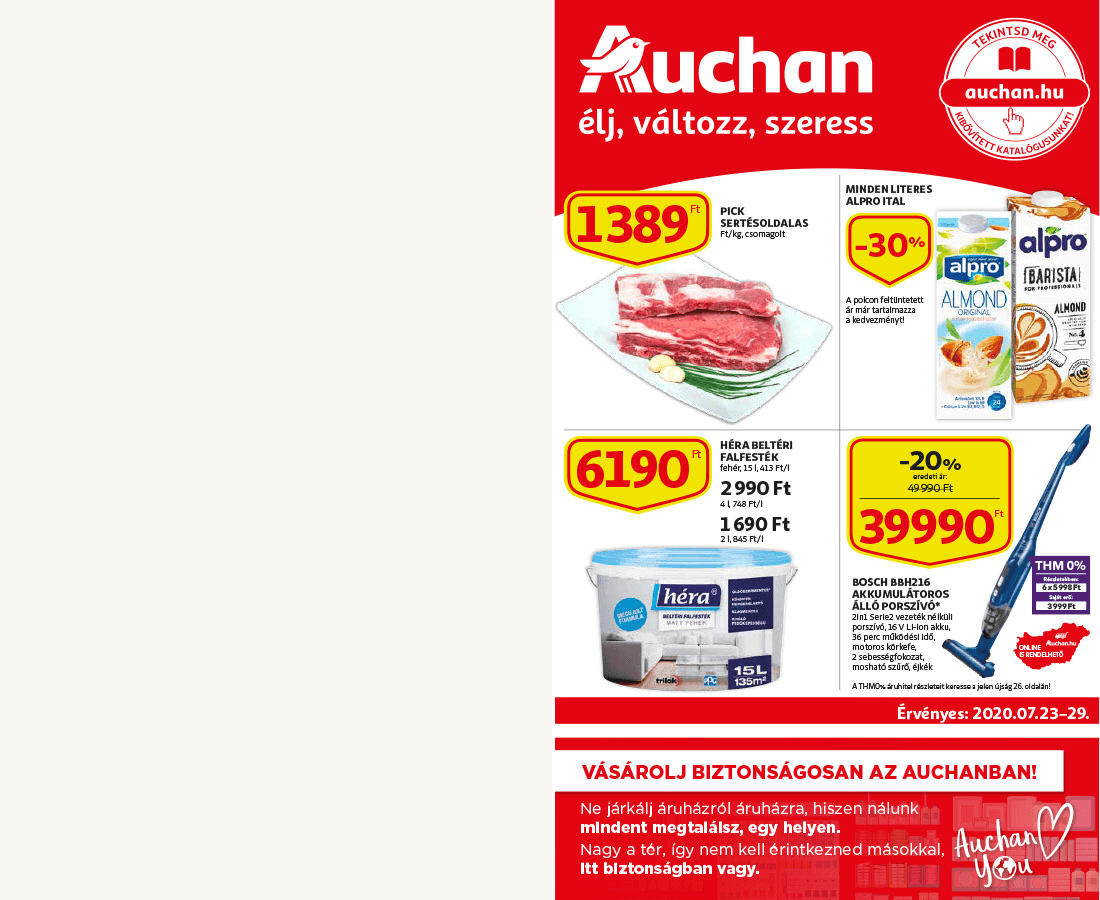 Auchan
élj, változz, szeress
TEKINTSD MEG
auchan.hu
KIBŐVÍTETT KATALÓGUSUNKAT!
1389 Ft
PICK
SERTÉSOLDALAS
Ft/kg, csomagolt
MINDEN LITERES
ALPRO ITAL
-30%
A polcon feltüntetett
ár már tartalmazza
a kedvezményt!
alpro
ALMOND
ORIGINAL
alpro
BARISTA
FOR PROFESSIONALS
ALMOND
6190 Ft
HÉRA BELTÉRI
FALFESTÉK
fehér, 15 l, 413 Ft/l
2 990 Ft
4 l, 748 Ft/l
1 690 Ft
2 l, 845 Ft/l
héra®
BELTÉRI FALFESTÉK
MATT FEHÉR
MEGÚJULT
FORMULA
trilak
PPG
15L
135m²
-20%
eredeti ár:
49 990 Ft
39990 Ft
BOSCH BBH216
AKKUMULÁTOROS
ÁLLÓ PORSZÍVÓ*
2in1 Serie2 vezeték nélküli
porszívó, 16 V Li-Ion akku,
36 perc működési idő,
motoros körkefe,
2 sebességfokozat,
mosható szűrő, éjkék
THM 0%
Részletekben:
6 x 5 998 Ft
Saját erő:
3 999 Ft
Auchan.hu
ONLINE
IS RENDELHETŐ
A THM0% áruhitel részleteit keresse a jelen újság 26. oldalán!
Érvényes: 2020.07.23–29.
VÁSÁROLJ BIZTONSÁGOSAN AZ AUCHANBAN!
Ne járkálj áruházról áruházra, hiszen nálunk
mindent megtalálsz, egy helyen.
Nagy a tér, így nem kell érintkezned másokkal,
itt biztonságban vagy.
Auchan
You